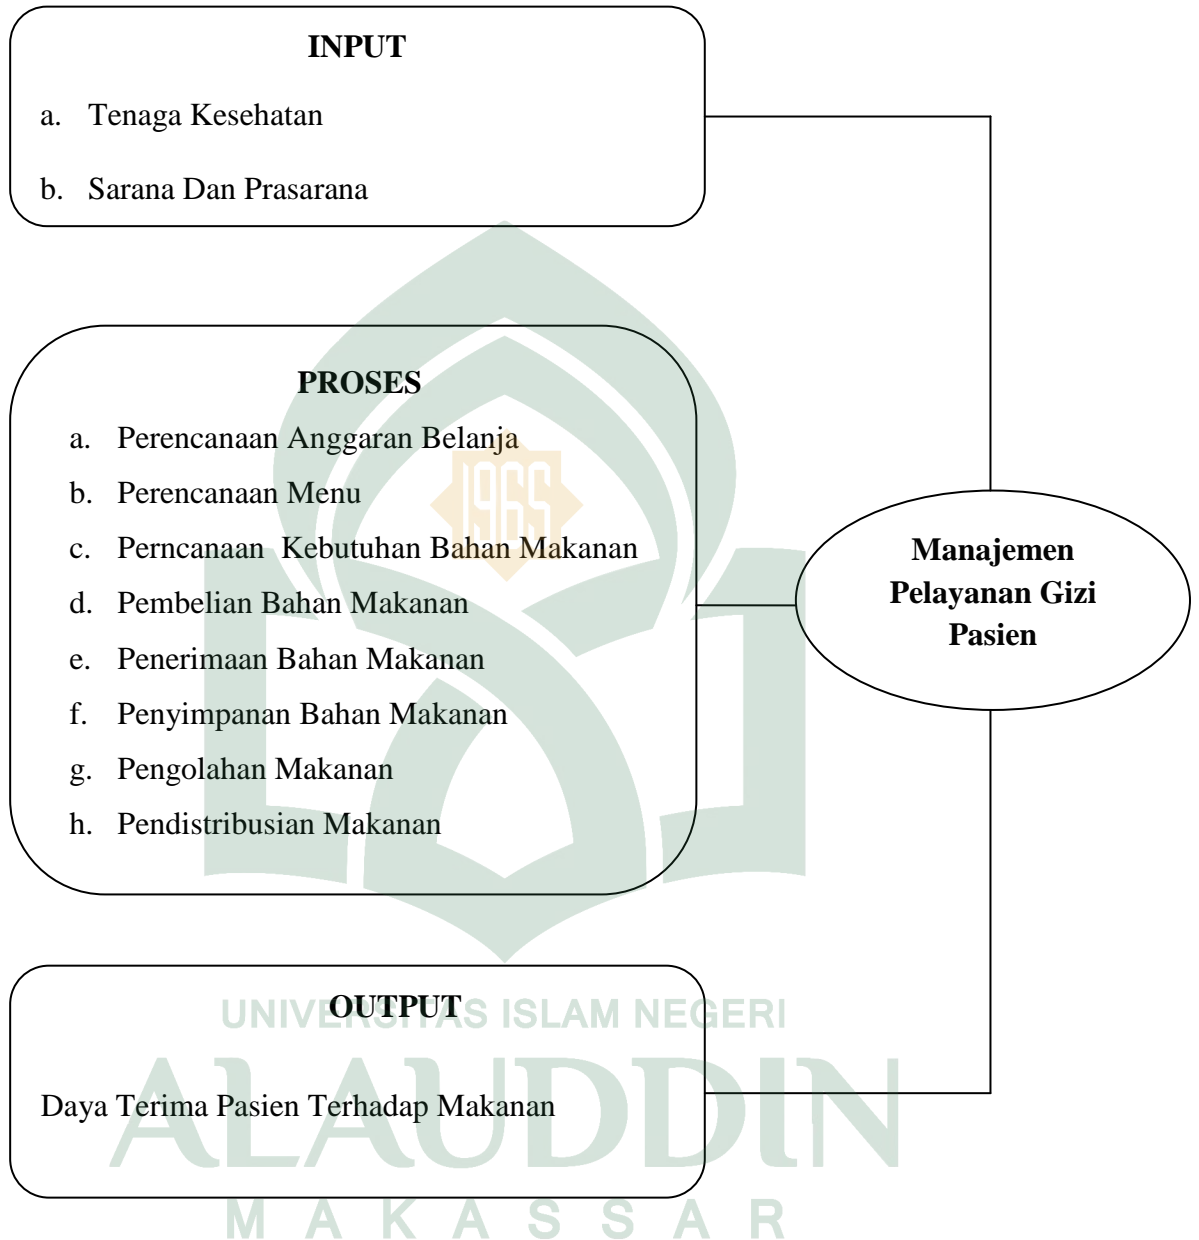 INPUT
a. Tenaga Kesehatan
b. Sarana Dan Prasarana
PROSES
a. Perencanaan Anggaran Belanja
b. Perencanaan Menu
c. Perncanaan Kebutuhan Bahan Makanan
d. Pembelian Bahan Makanan
e. Penerimaan Bahan Makanan
f. Penyimpanan Bahan Makanan
g. Pengolahan Makanan
h. Pendistribusian Makanan
1965
Manajemen
Pelayanan Gizi
Pasien
OUTPUT
Daya Terima Pasien Terhadap Makanan
UNIVERSITAS ISLAM NEGERI
ALAUDDIN
MAKASSAR